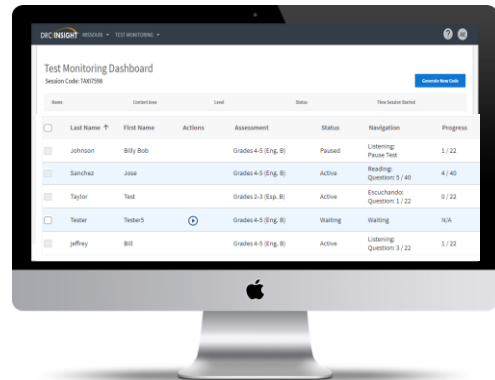 DRC INSIGHT MISSOURI TEST MONITORING
Test Monitoring Dashboard
Session Code: TAX07598
Generate New Code
Name Content Area Level Status Time Session Started
Last Name ↑ First Name Actions Assessment Status Navigation Progress
Johnson Billy Bob Grades 4-5 (Eng. B) Paused Listening: Pause Test 1 / 22
Sanchez Jose Grades 4-5 (Eng. B) Active Reading: Question: 5 / 40 4 / 40
Taylor Test Grades 2-3 (Esp. B) Active Escuchando: Question: 1 / 22 0 / 22
Tester Tester5 Grades 4-5 (Eng. B) Waiting Waiting N/A
Jeffrey Bill Grades 4-5 (Eng. B) Active Listening: Question: 3 / 22 1 / 22